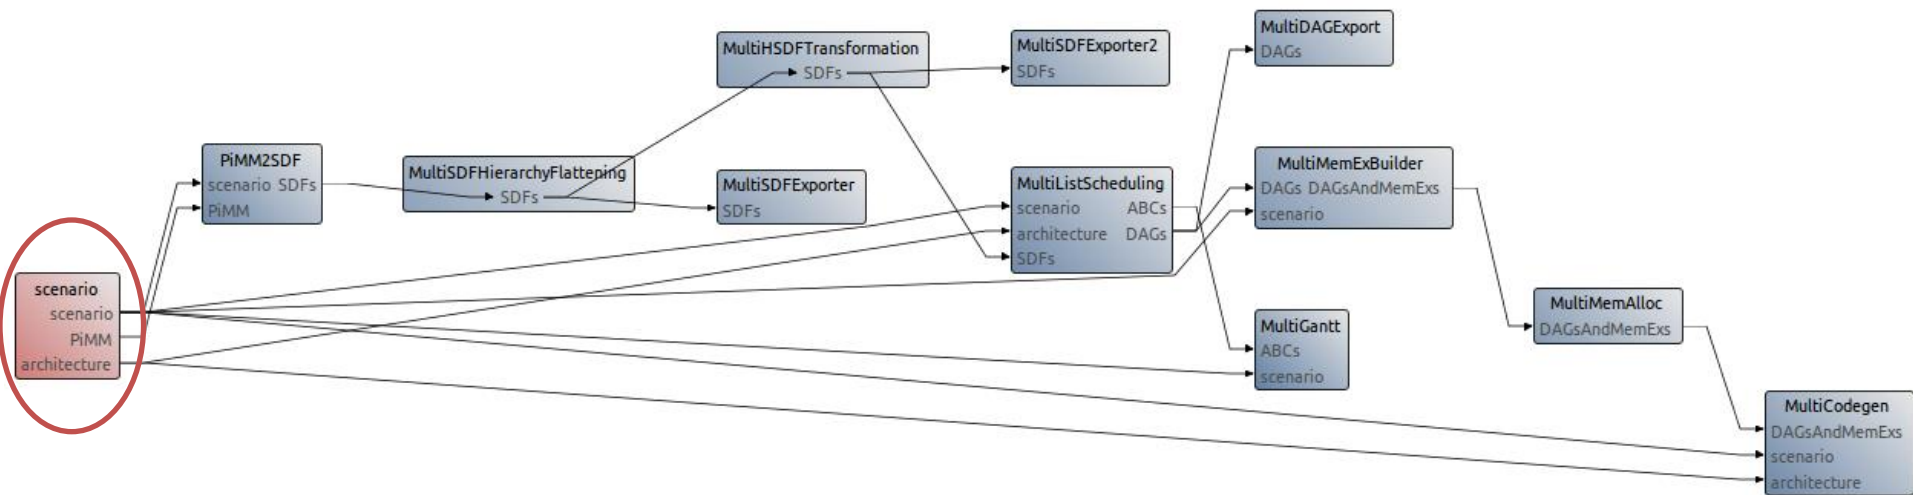 scenario
scenario
PiMM
architecture
PiMM2SDF
scenario SDFs
PiMM
MultiSDFHierarchyFlattening
SDFs
MultiHSDFTransformation
SDFs
MultiSDFExporter
SDFs
MultiSDFExporter2
SDFs
MultiListScheduling
scenario ABCs
architecture DAGs
SDFs
MultiDAGExport
DAGs
MultiMemExBuilder
DAGs DAGsAndMemExs
scenario
MultiGantt
ABCs
scenario
MultiMemAlloc
DAGsAndMemExs
MultiCodegen
DAGsAndMemExs
scenario
architecture